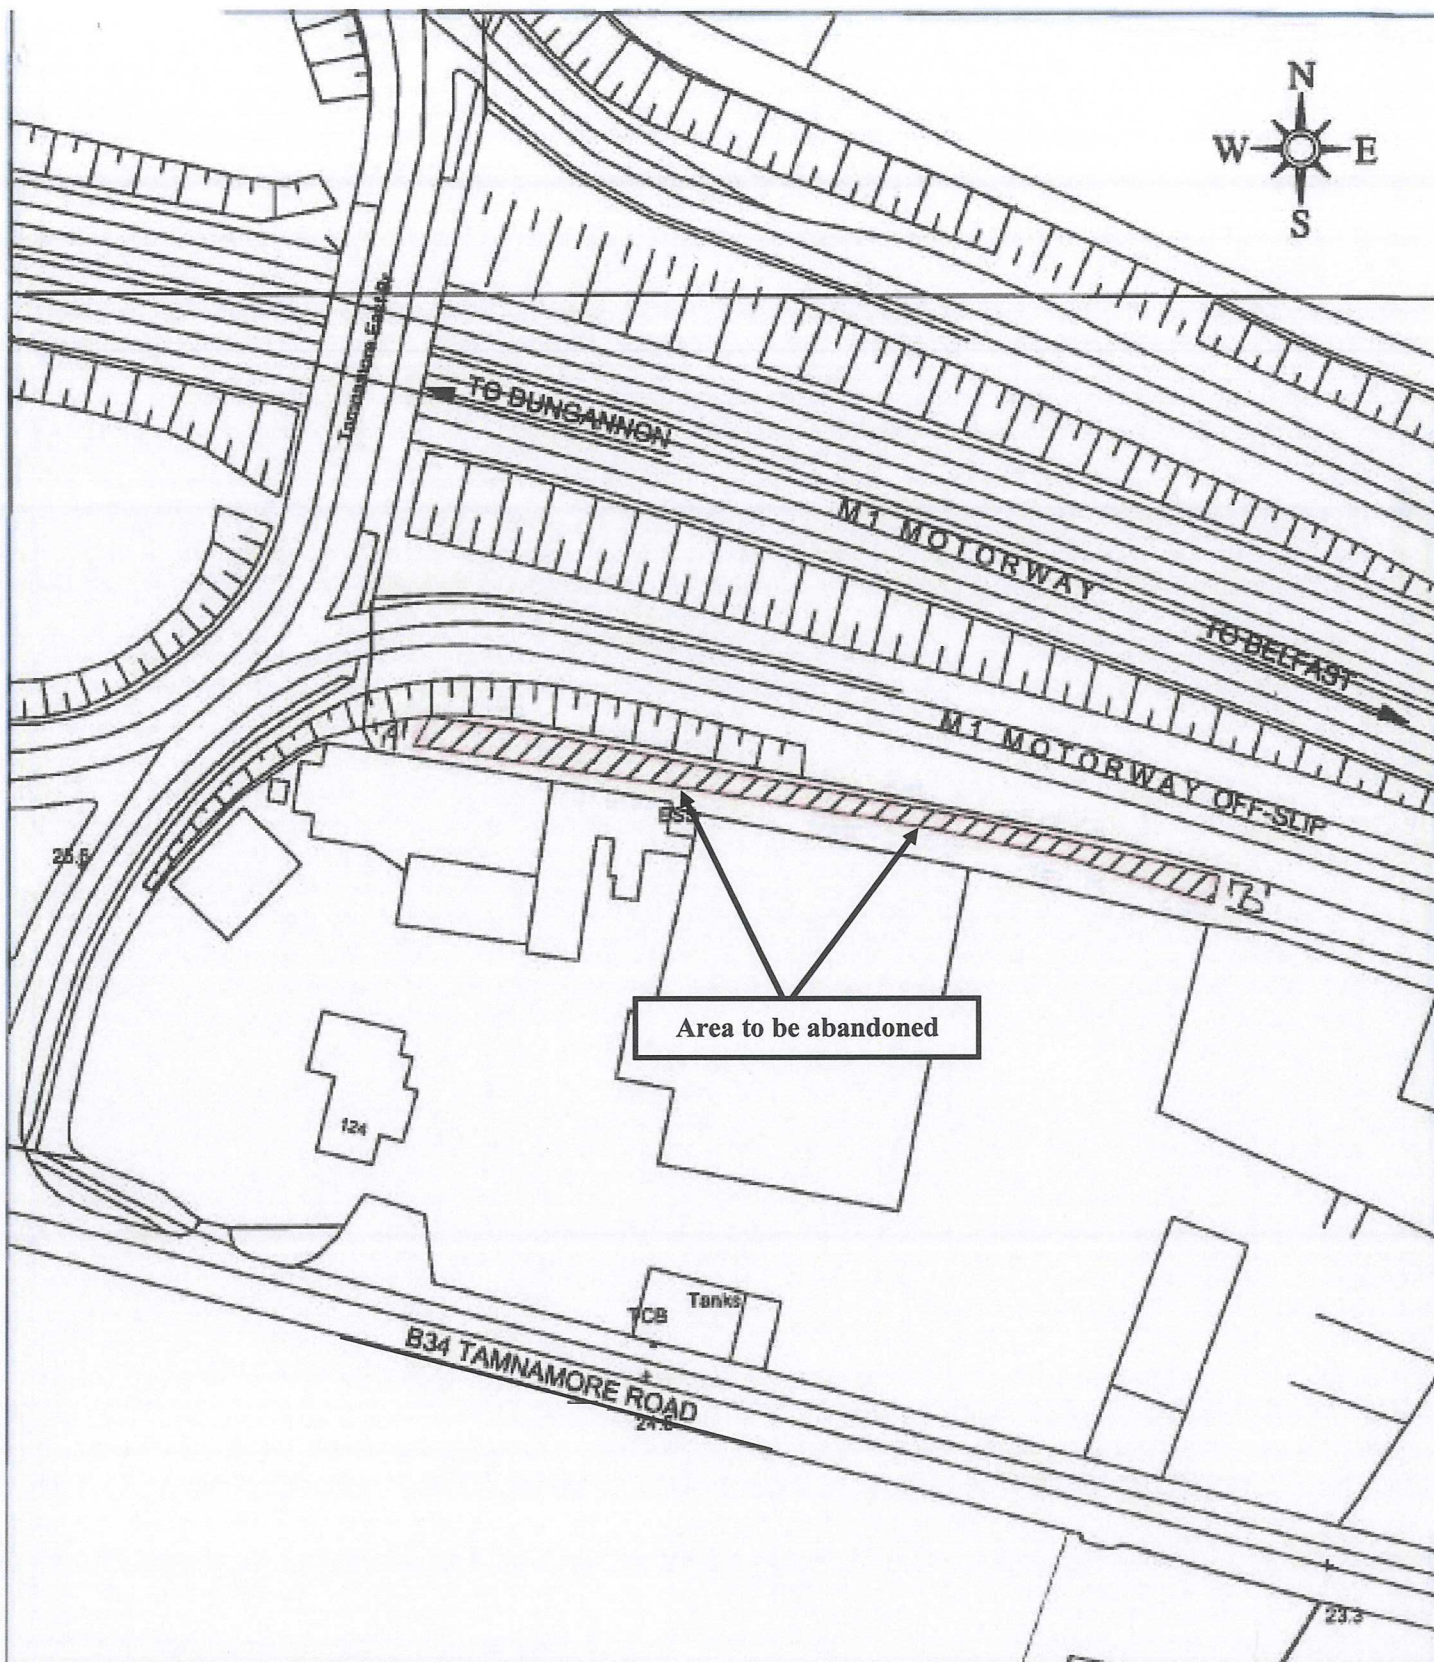 N
W E
S
TO DUNGANNON
M1 MOTORWAY
TO BELFAST
M1 MOTORWAY OFF-SLIP
'A'
'B'
25.5
Area to be abandoned
124
Tanks
TCB
B34 TAMNAMORE ROAD
24.6
23.3